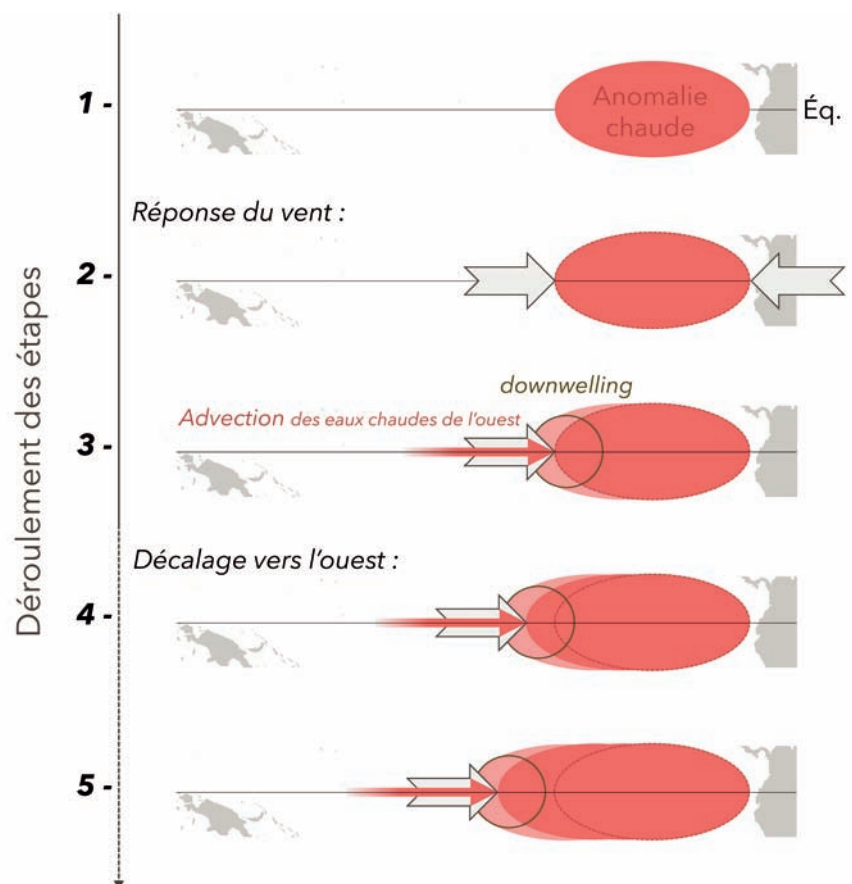 1 -
Anomalie
chaude
Éq.
Réponse du vent :
2 -
downwelling
Advection des eaux chaudes de l'ouest
3 -
Décalage vers l'ouest :
4 -
5 -
Déroulement des étapes